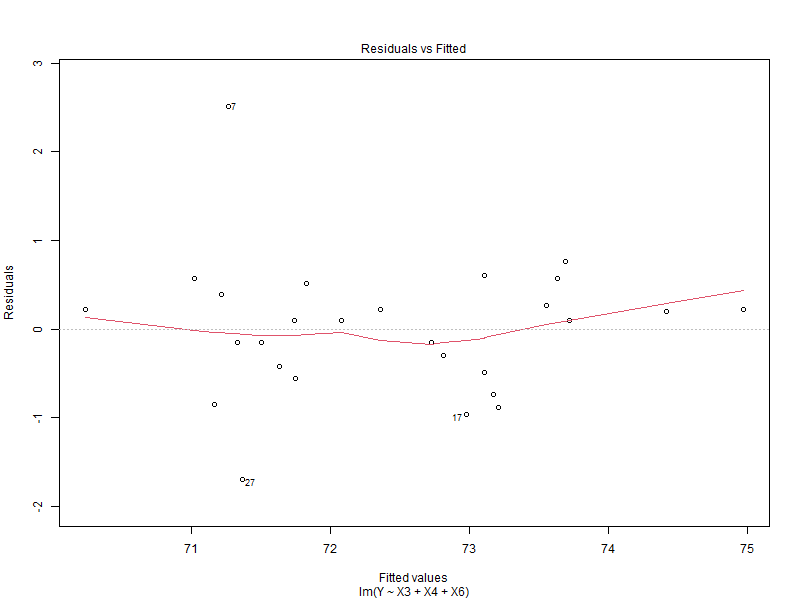 Residuals vs Fitted
3
2
1
0
-1
-2
Residuals
7
17
27
71 72 73 74 75
Fitted values
lm(Y ~ X3 + X4 + X6)